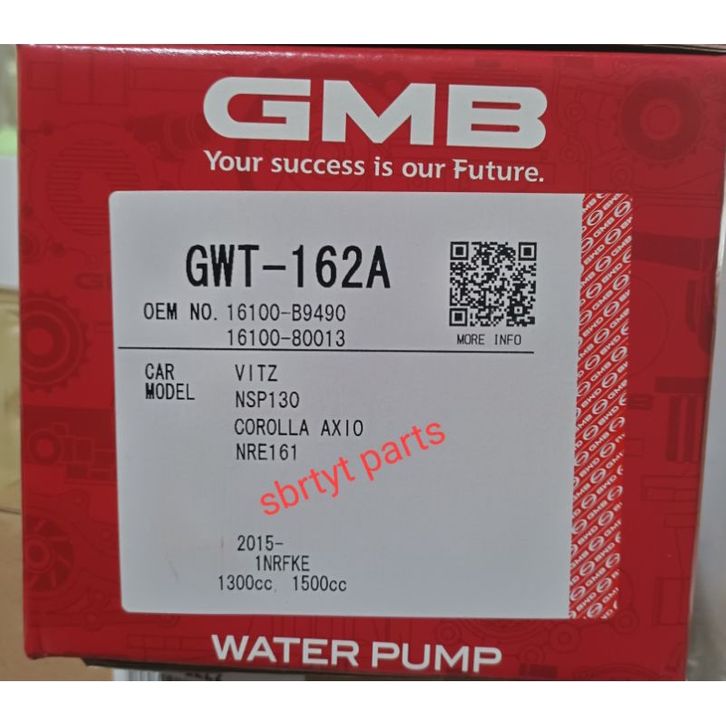 GMB
Your success is our Future.
GWT-162A
OEM NO. 16100-B9490
16100-80013
MORE INFO
CAR MODEL
VITZ
NSP130
COROLLA AXIO
NRE161
sbrtyt parts
2015-
1NRFKE
1300cc, 1500cc
WATER PUMP